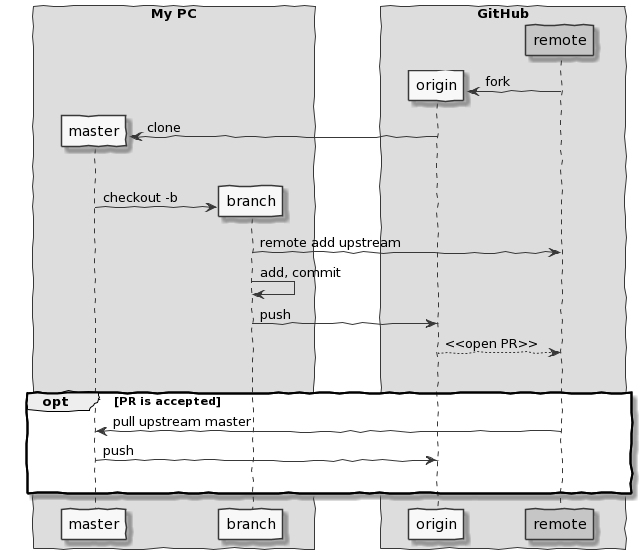 My PC
GitHub
remote
origin
fork
master
clone
checkout -b
branch
remote add upstream
add, commit
push
<<open PR>>
opt
[PR is accepted]
pull upstream master
push
master
branch
origin
remote